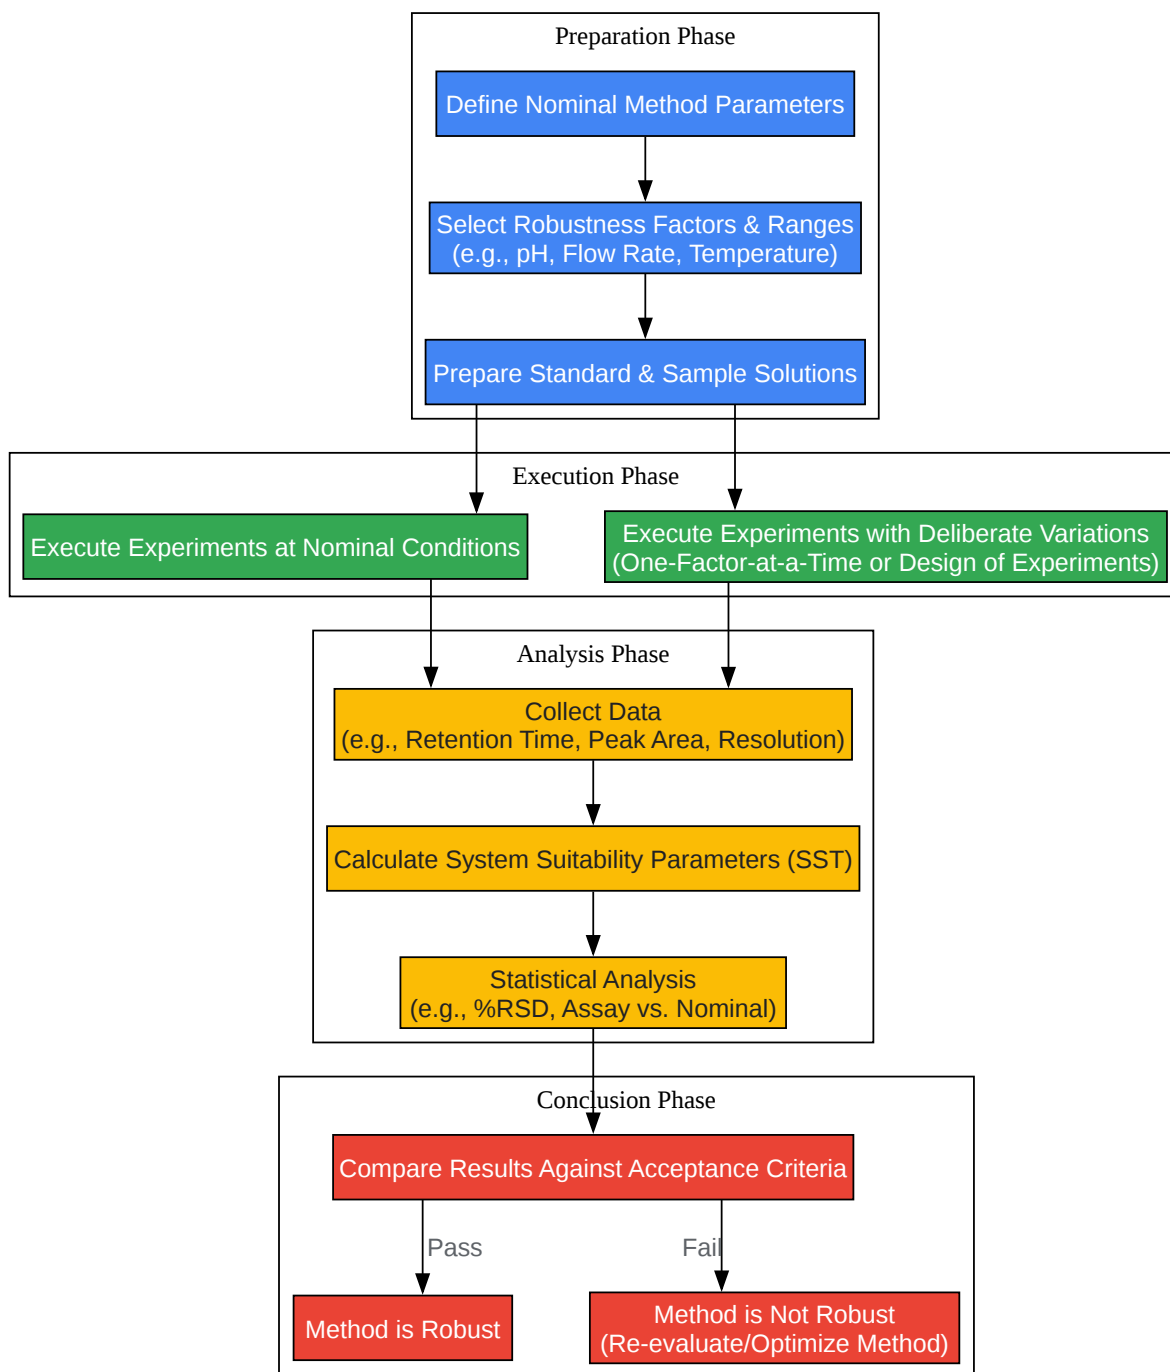 Preparation Phase
Define Nominal Method Parameters
Select Robustness Factors & Ranges
(e.g., pH, Flow Rate, Temperature)
Prepare Standard & Sample Solutions
Execution Phase
Execute Experiments at Nominal Conditions
Execute Experiments with Deliberate Variations
(One-Factor-at-a-Time or Design of Experiments)
Analysis Phase
Collect Data
(e.g., Retention Time, Peak Area, Resolution)
Calculate System Suitability Parameters (SST)
Statistical Analysis
(e.g., %RSD, Assay vs. Nominal)
Conclusion Phase
Compare Results Against Acceptance Criteria
Pass
Fail
Method is Robust
Method is Not Robust
(Re-evaluate/Optimize Method)